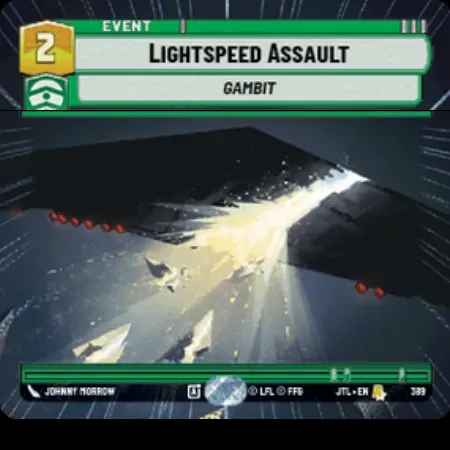 EVENT
2
LIGHTSPEED ASSAULT
GAMBIT
JOHNNY MORROW
A
© LFL © FFG
JTL • EN
389